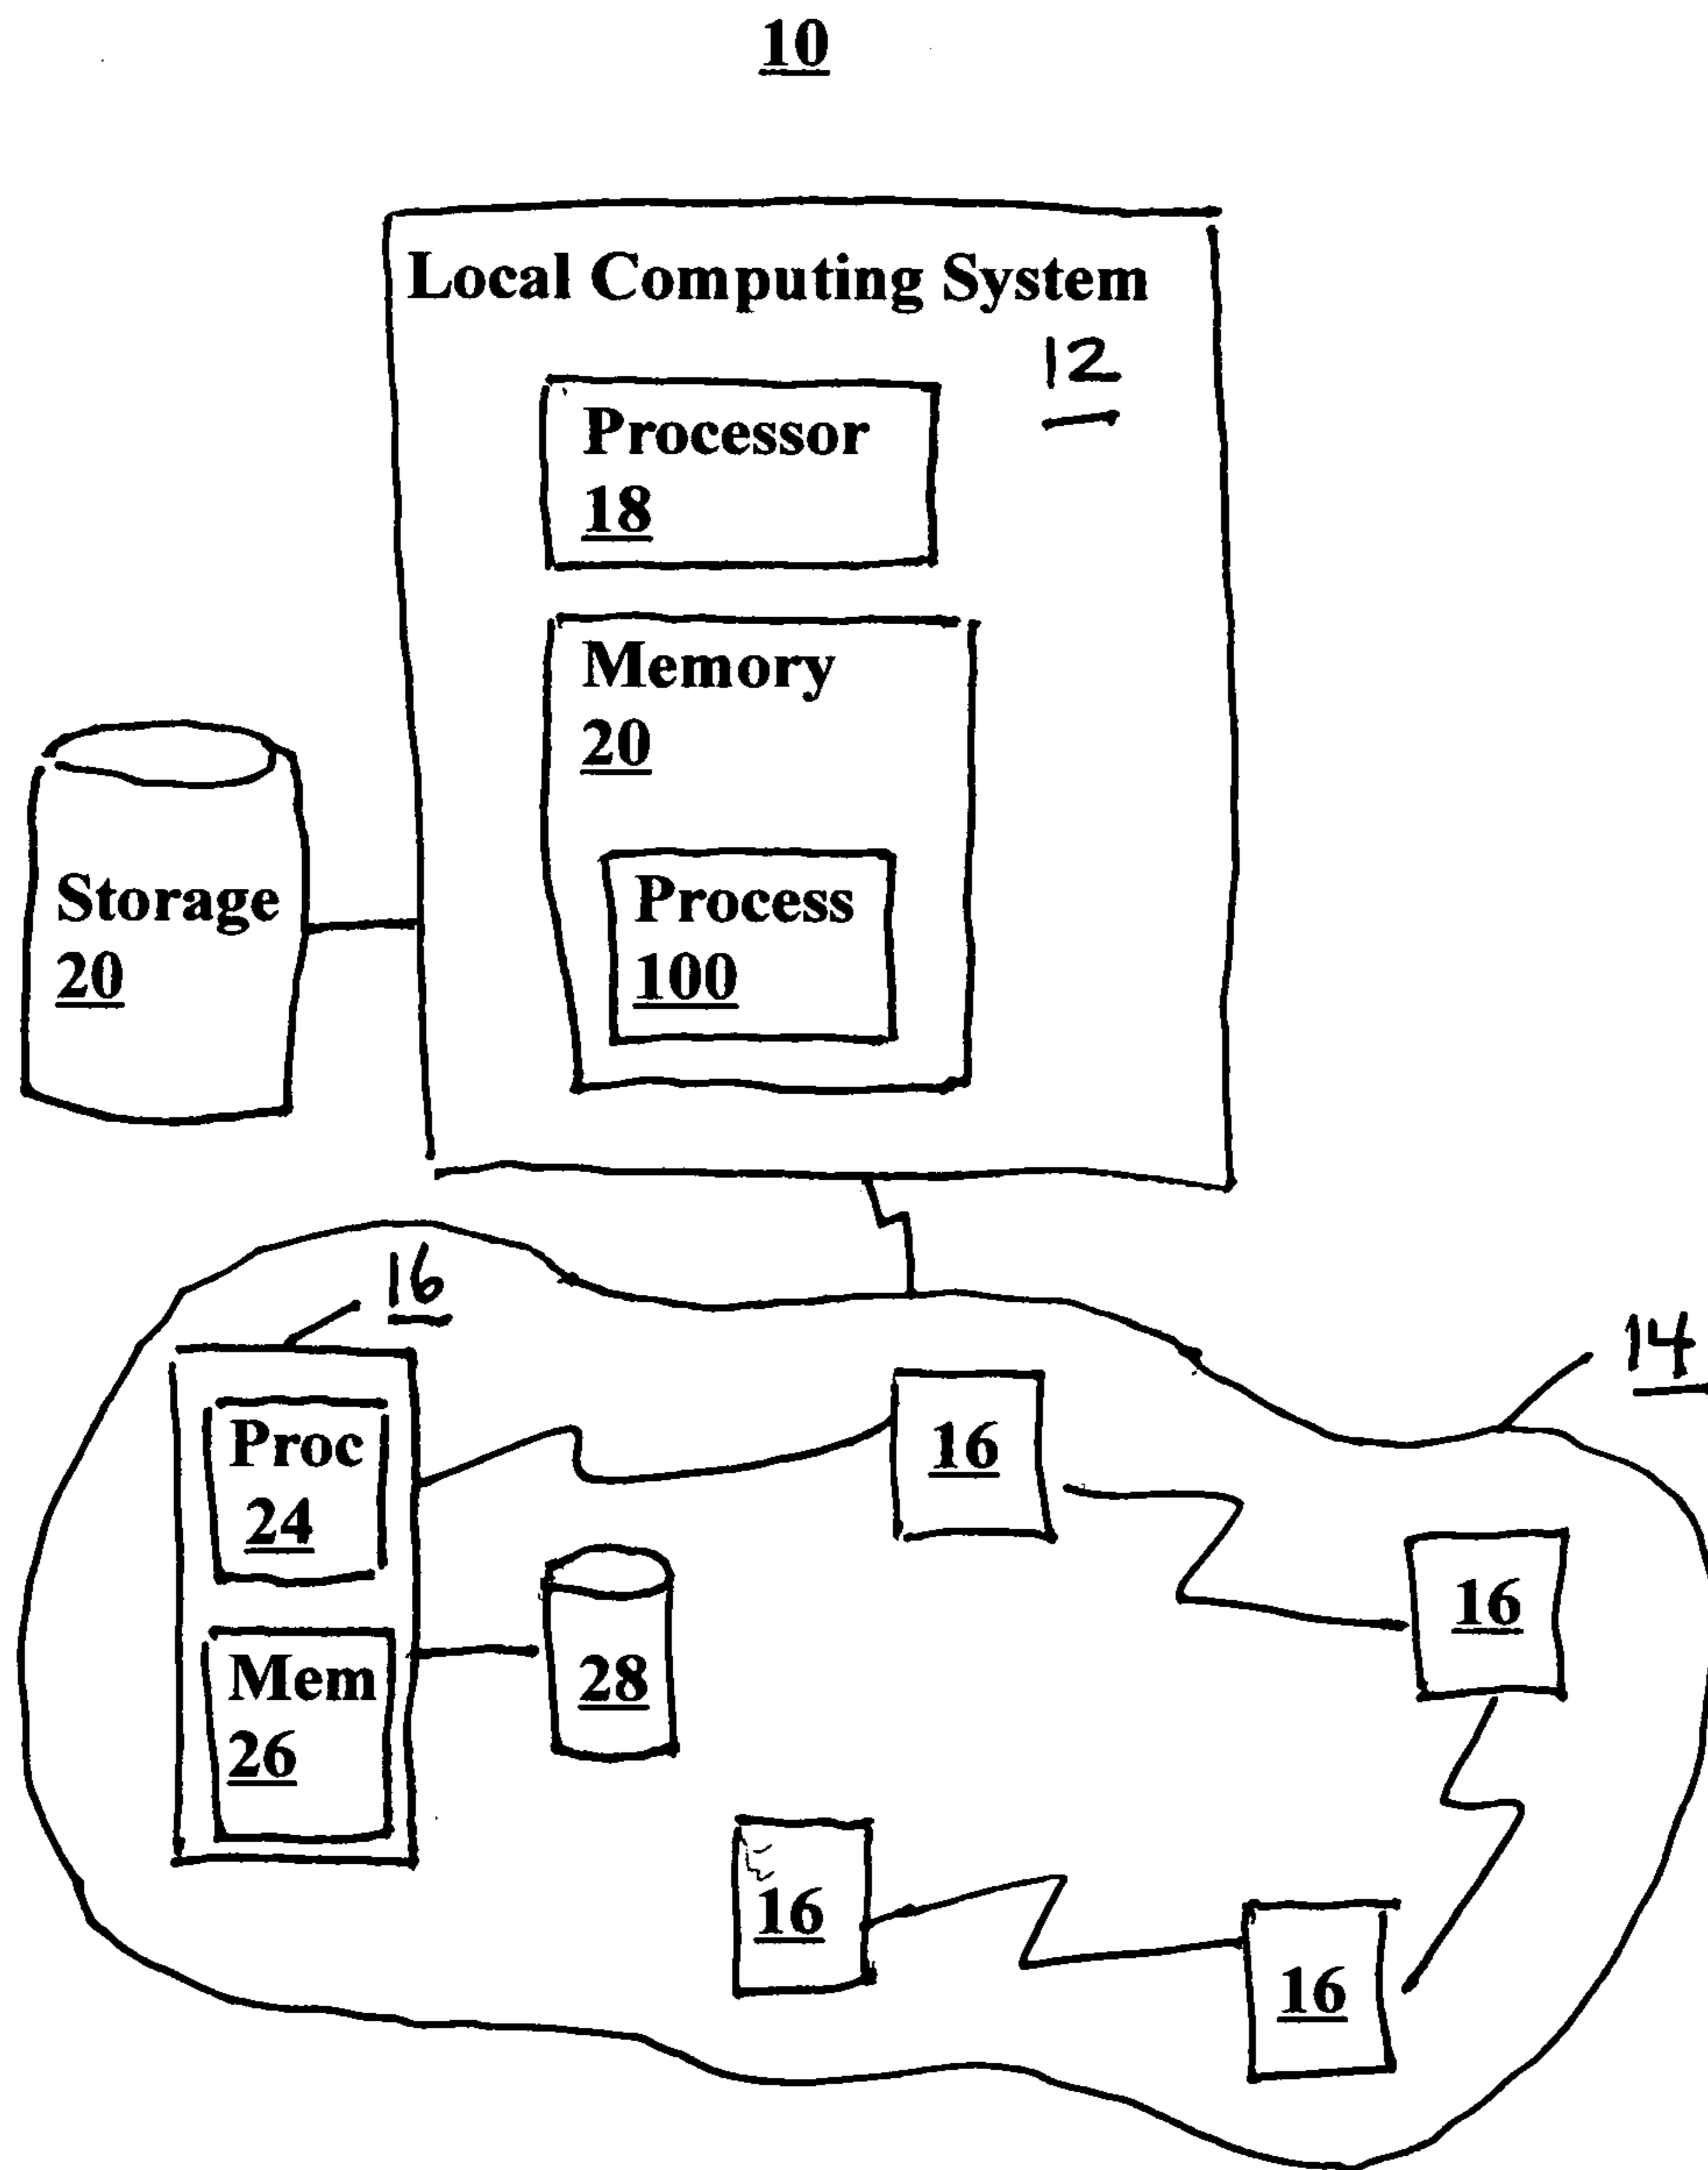 10
Local Computing System
12
Processor
18
Memory
20
Process
100
Storage
20
16
14
Proc
24
16
16
Mem
26
28
16
16